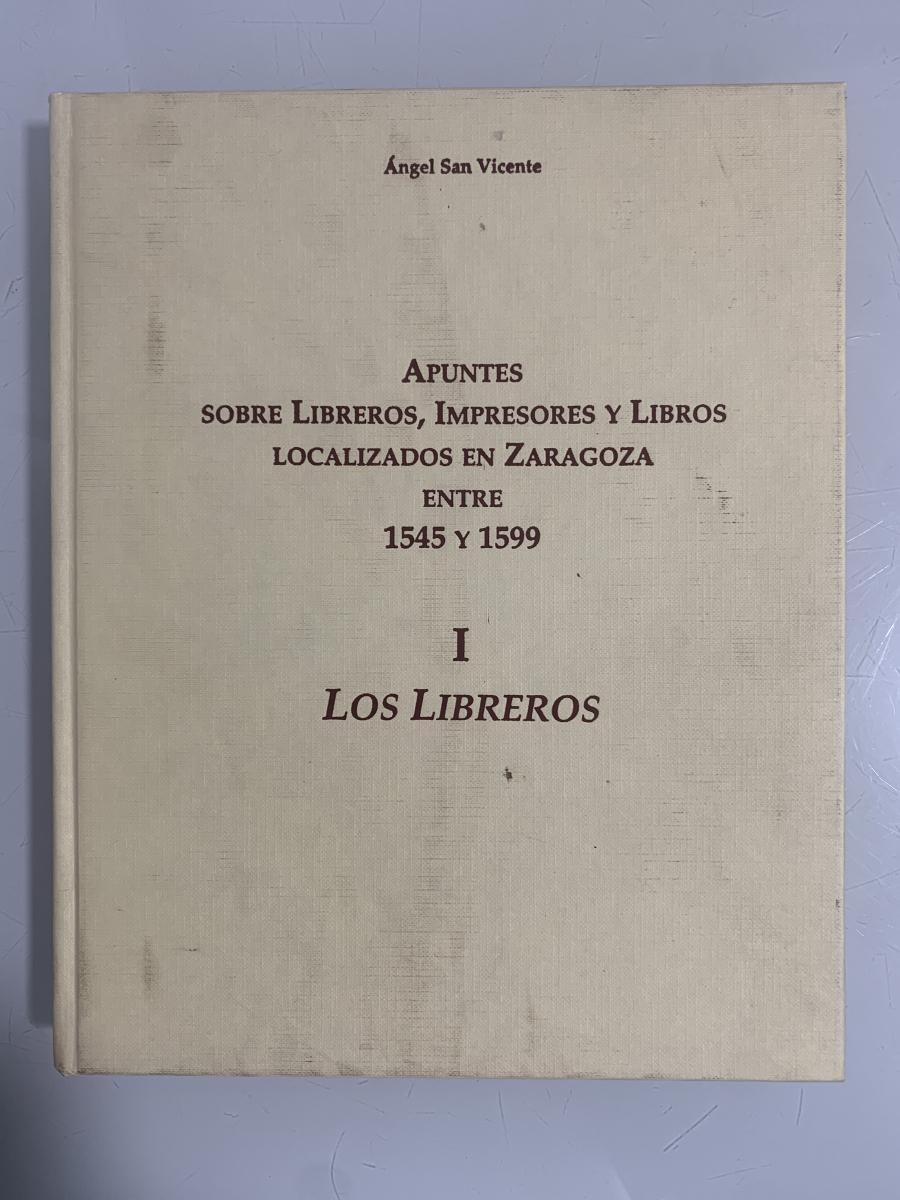 Ángel San Vicente
APUNTES
SOBRE LIBREROS, IMPRESORES Y LIBROS
LOCALIZADOS EN ZARAGOZA
ENTRE
1545 Y 1599
I
LOS LIBREROS